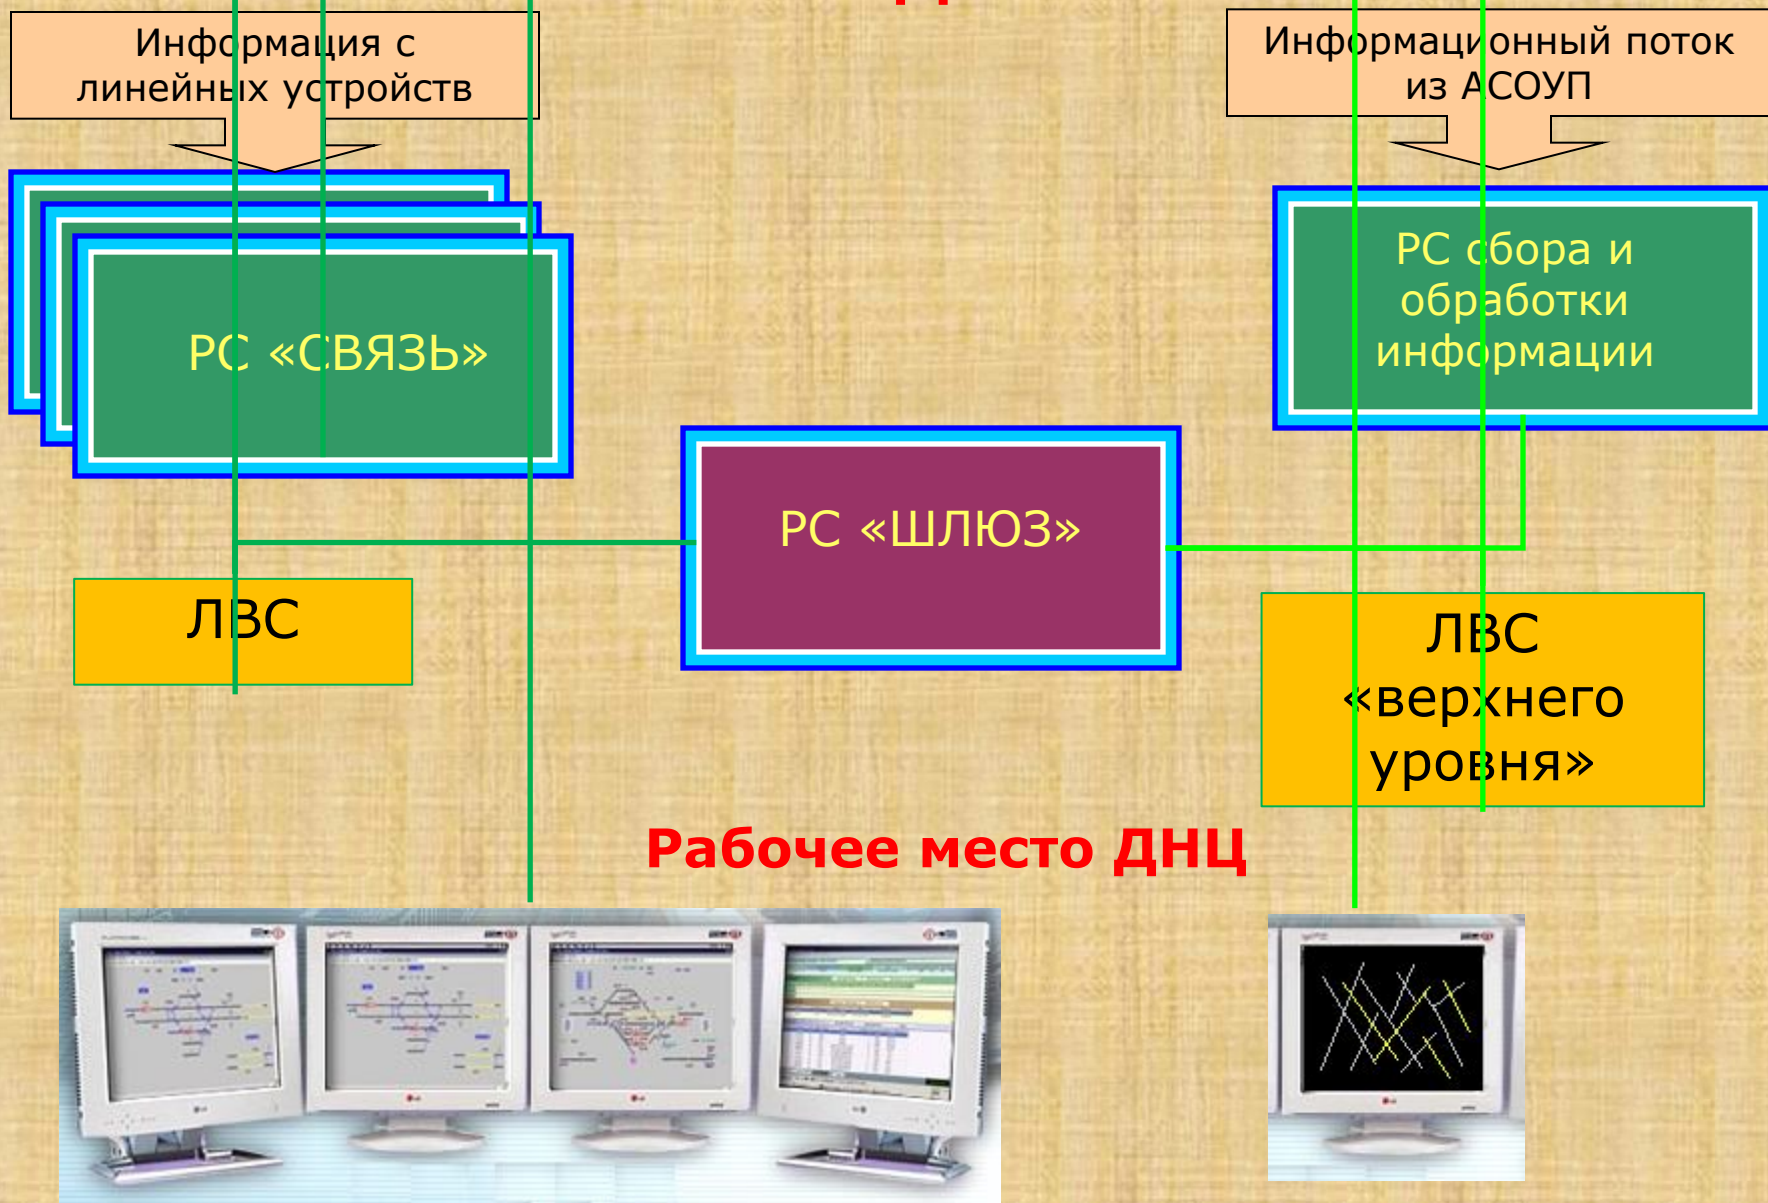 Информация с
линейных устройств
Информационный поток
из АСОУП
РС «СВЯЗЬ»
РС сбора и
обработки
информации
РС «ШЛЮЗ»
ЛВС
ЛВС
«верхнего
уровня»
Рабочее место ДНЦ